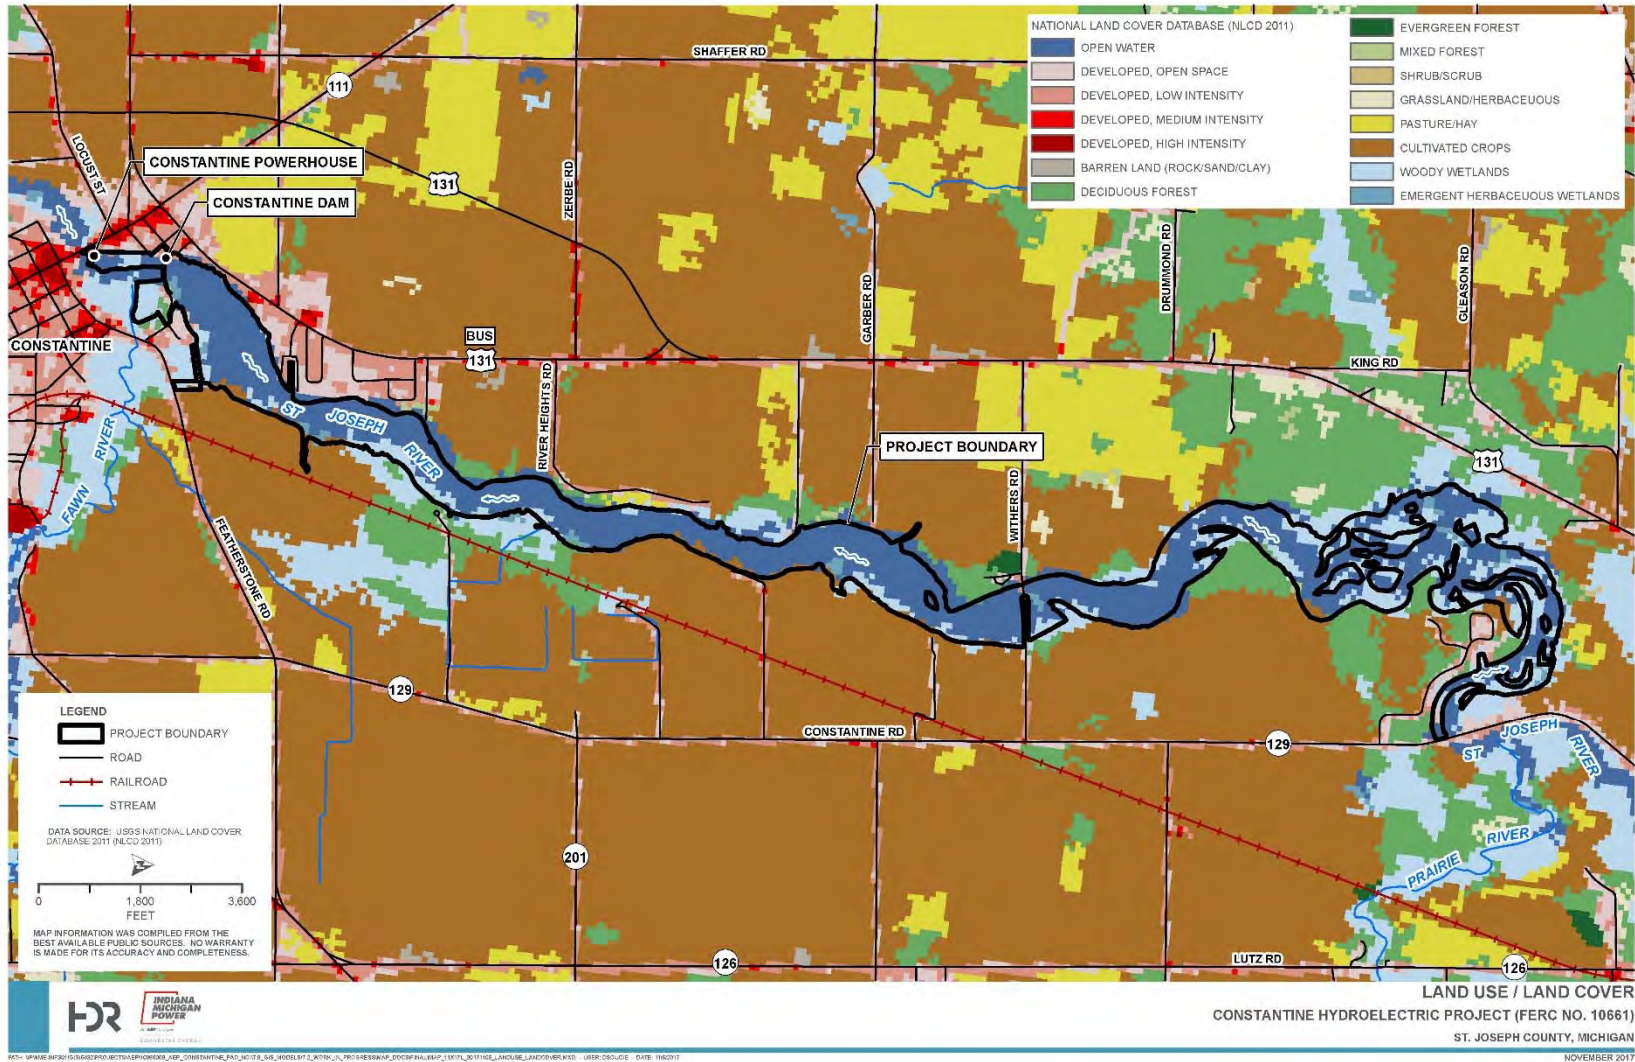 NATIONAL LAND COVER DATABASE (NLCD 2011)
OPEN WATER
DEVELOPED, OPEN SPACE
DEVELOPED, LOW INTENSITY
DEVELOPED, MEDIUM INTENSITY
DEVELOPED, HIGH INTENSITY
BARREN LAND (ROCK/SAND/CLAY)
DECIDUOUS FOREST
EVERGREEN FOREST
MIXED FOREST
SHRUB/SCRUB
GRASSLAND/HERBACEUOUS
PASTURE/HAY
CULTIVATED CROPS
WOODY WETLANDS
EMERGENT HERBACEUOUS WETLANDS
SHAFFER RD
111
LOCUST ST
CONSTANTINE POWERHOUSE
131
ZERBE RD
CONSTANTINE DAM
GARBER RD
DRUMMOND RD
GLEASON RD
CONSTANTINE
BUS
131
KING RD
RIVER HEIGHTS RD
ST JOSEPH RIVER
PROJECT BOUNDARY
WITHERS RD
131
FAWN RIVER
FEATHERSTONE RD
129
CONSTANTINE RD
129
ST JOSEPH RIVER
PRAIRIE RIVER
201
126
LUTZ RD
126
LEGEND
PROJECT BOUNDARY
ROAD
RAILROAD
STREAM
DATA SOURCE: USGS NATIONAL LAND COVER
DATABASE 2011 (NLCD 2011)
0 1,800 3,600
FEET
MAP INFORMATION WAS COMPILED FROM THE
BEST AVAILABLE PUBLIC SOURCES. NO WARRANTY
IS MADE FOR ITS ACCURACY AND COMPLETENESS.
HDR
INDIANA
MICHIGAN
POWER
LAND USE / LAND COVER
CONSTANTINE HYDROELECTRIC PROJECT (FERC NO. 10661)
ST. JOSEPH COUNTY, MICHIGAN
NOVEMBER 2017